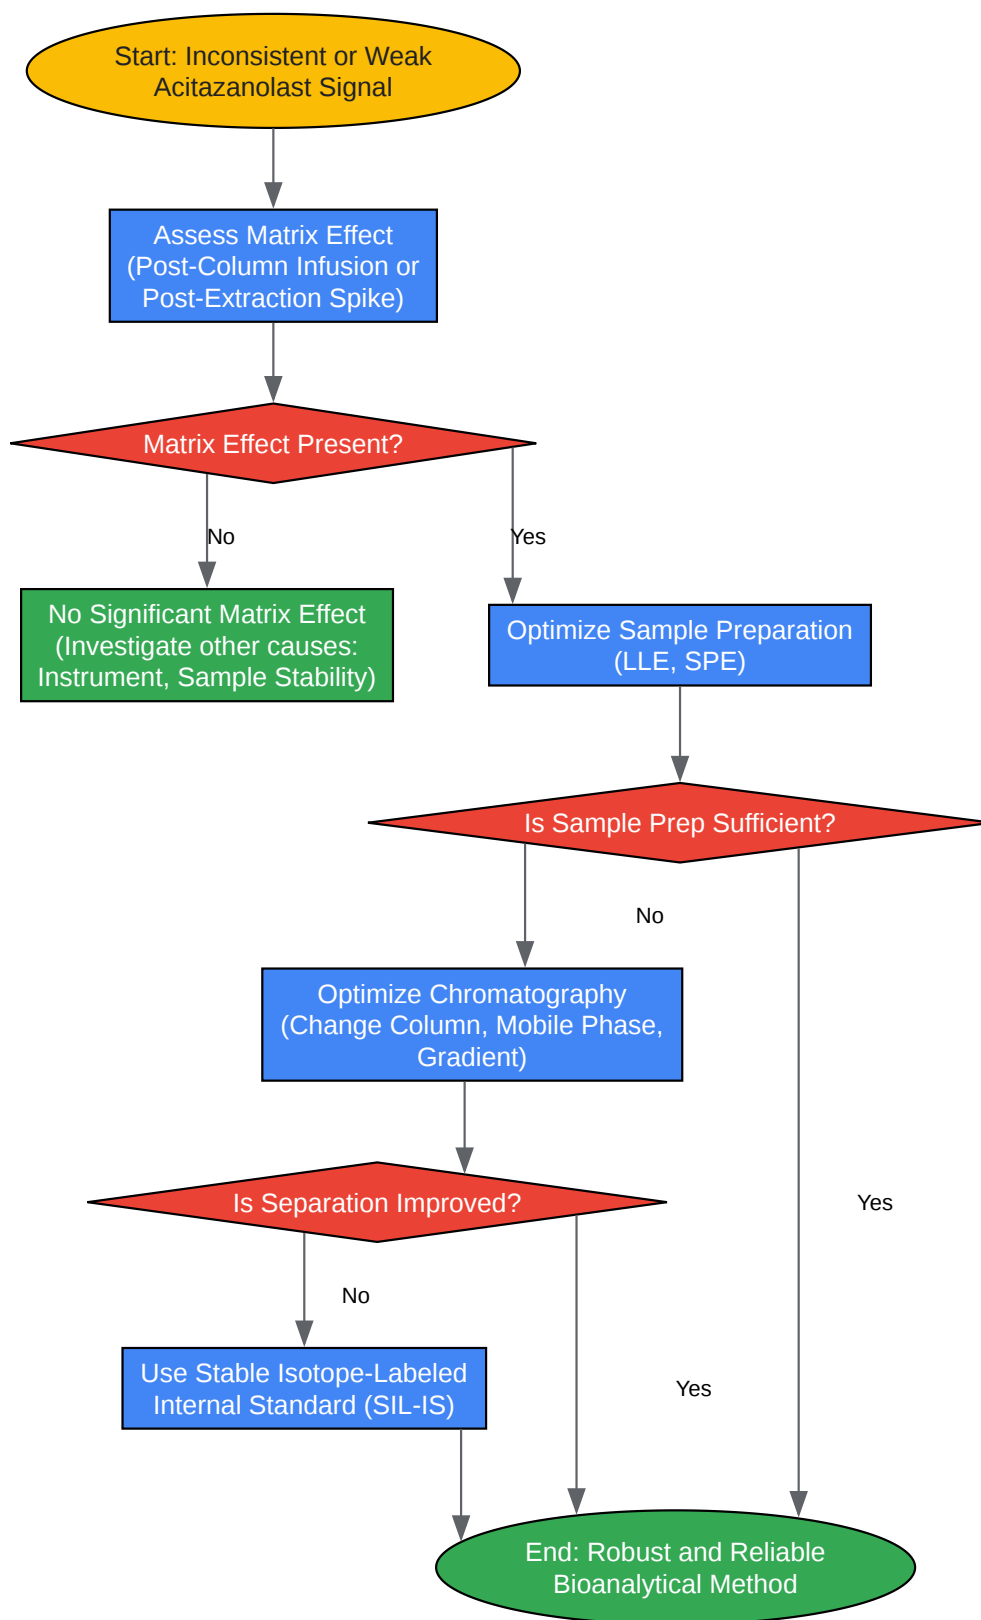 Start: Inconsistent or Weak
Acitazanolast Signal
Assess Matrix Effect
(Post-Column Infusion or
Post-Extraction Spike)
Matrix Effect Present?
No
Yes
No Significant Matrix Effect
(Investigate other causes:
Instrument, Sample Stability)
Optimize Sample Preparation
(LLE, SPE)
Is Sample Prep Sufficient?
No
Optimize Chromatography
(Change Column, Mobile Phase,
Gradient)
Is Separation Improved?
Yes
No
Use Stable Isotope-Labeled
Internal Standard (SIL-IS)
Yes
End: Robust and Reliable
Bioanalytical Method